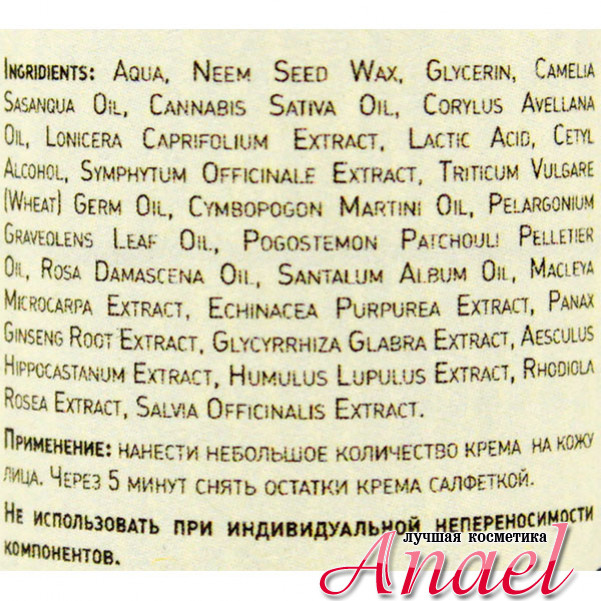 INGRIDIENTS: AQUA, NEEM SEED WAX, GLYCERIN, CAMELIA
SASANQUA OIL, CANNABIS SATIVA OIL, CORYLUS AVELLANA
OIL, LONICERA CAPRIFOLIUM EXTRACT, LACTIC ACID, CETYL
ALCOHOL, SYMPHYTUM OFFICINALE EXTRACT, TRITICUM VULGARE
(WHEAT) GERM OIL, CYMBOPOGON MARTINI OIL, PELARGONIUM
GRAVEOLENS LEAF OIL, POGOSTEMON PATCHOULI PELLETIER
OIL, ROSA DAMASCENA OIL, SANTALUM ALBUM OIL, MACLEYA
MICROCARPA EXTRACT, ECHINACEA PURPUREA EXTRACT, PANAX
GINSENG ROOT EXTRACT, GLYCYRRHIZA GLABRA EXTRACT, AESCULUS
HIPPOCASTANUM EXTRACT, HUMULUS LUPULUS EXTRACT, RHODIOLA
ROSEA EXTRACT, SALVIA OFFICINALIS EXTRACT.
ПРИМЕНЕНИЕ: НАНЕСТИ НЕБОЛЬШОЕ КОЛИЧЕСТВО КРЕМА НА КОЖУ
ЛИЦА. ЧЕРЕЗ 5 МИНУТ СНЯТЬ ОСТАТКИ КРЕМА САЛФЕТКОЙ.
НЕ ИСПОЛЬЗОВАТЬ ПРИ ИНДИВИДУАЛЬНОЙ НЕПЕРЕНОСИМОСТИ
КОМПОНЕНТОВ.
лучшая косметика
Anael